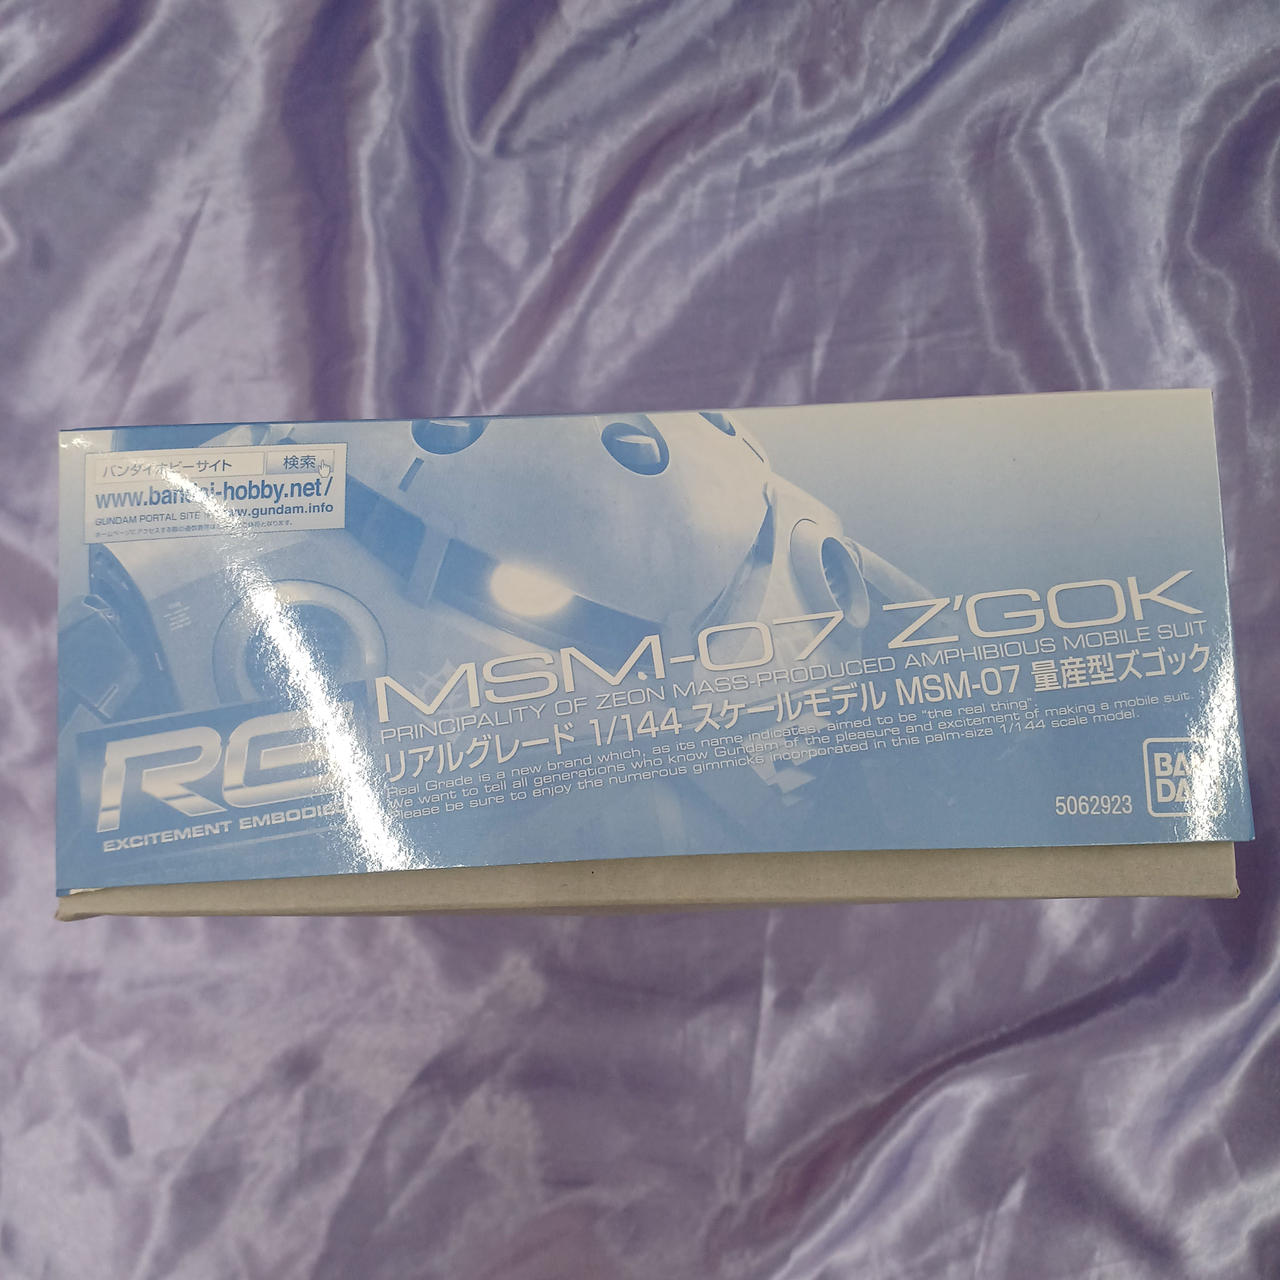 バンダイホビーサイト 検索
www.bandai-hobby.net/
GUNDAM PORTAL SITE www.gundam.info
MSM-07 Z'GOK
PRINCIPALITY OF ZEON MASS-PRODUCED AMPHIBIOUS MOBILE SUIT
リアルグレード 1/144 スケールモデル MSM-07 量産型ズゴック
Real Grade is a new brand which, as its name indicates, aimed to be "the real thing".
We want to tell all generations who know Gundam of the pleasure and excitement of making a mobile suit.
Please be sure to enjoy the numerous gimmicks incorporated in this palm-size 1/144 scale model.
RG
EXCITEMENT EMBODIED
5062923
BAN
DAI